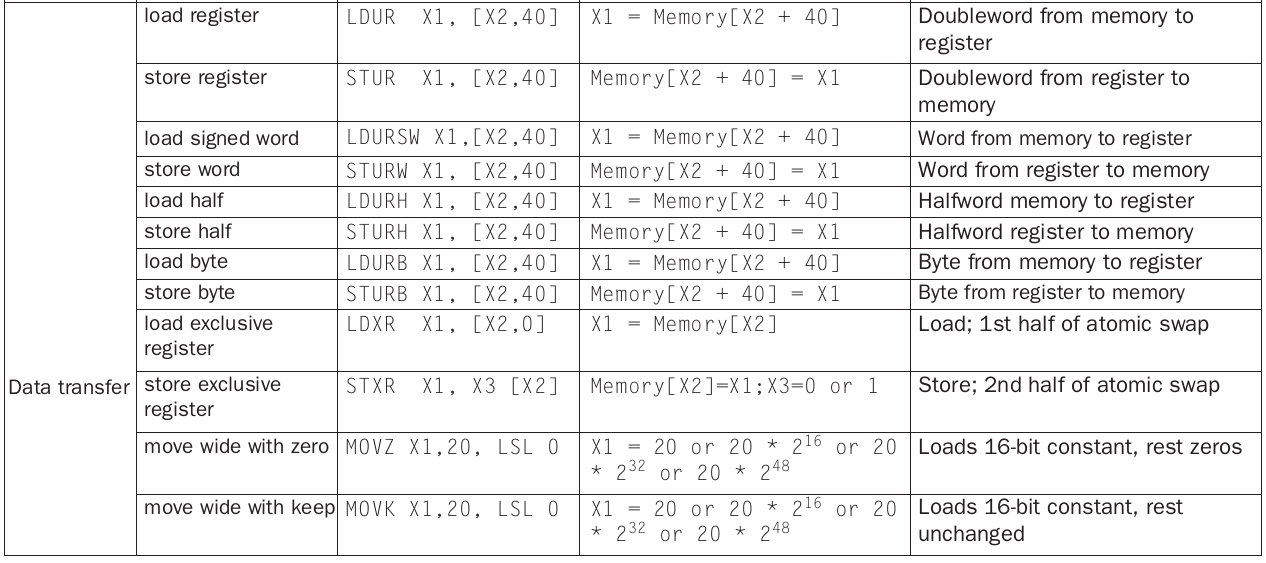 load register LDUR X1, [X2,40] X1 = Memory[X2 + 40] Doubleword from memory to
register
store register STUR X1, [X2,40] Memory[X2 + 40] = X1 Doubleword from register to
memory
load signed word LDURSW X1,[X2,40] X1 = Memory[X2 + 40] Word from memory to register
store word STURW X1, [X2,40] Memory[X2 + 40] = X1 Word from register to memory
load half LDURH X1, [X2,40] X1 = Memory[X2 + 40] Halfword memory to register
store half STURH X1, [X2,40] Memory[X2 + 40] = X1 Halfword register to memory
load byte LDURB X1, [X2,40] X1 = Memory[X2 + 40] Byte from memory to register
store byte STURB X1, [X2,40] Memory[X2 + 40] = X1 Byte from register to memory
load exclusive LDXR X1, [X2,0] X1 = Memory[X2] Load; 1st half of atomic swap
register
Data transfer store exclusive STXR X1, X3 [X2] Memory[X2]=X1;X3=0 or 1 Store; 2nd half of atomic swap
register
move wide with zero MOVZ X1,20, LSL 0 X1 = 20 or 20 * 2^16 or 20 Loads 16-bit constant, rest zeros
* 2^32 or 20 * 2^48
move wide with keep MOVK X1,20, LSL 0 X1 = 20 or 20 * 2^16 or 20 Loads 16-bit constant, rest
* 2^32 or 20 * 2^48 unchanged